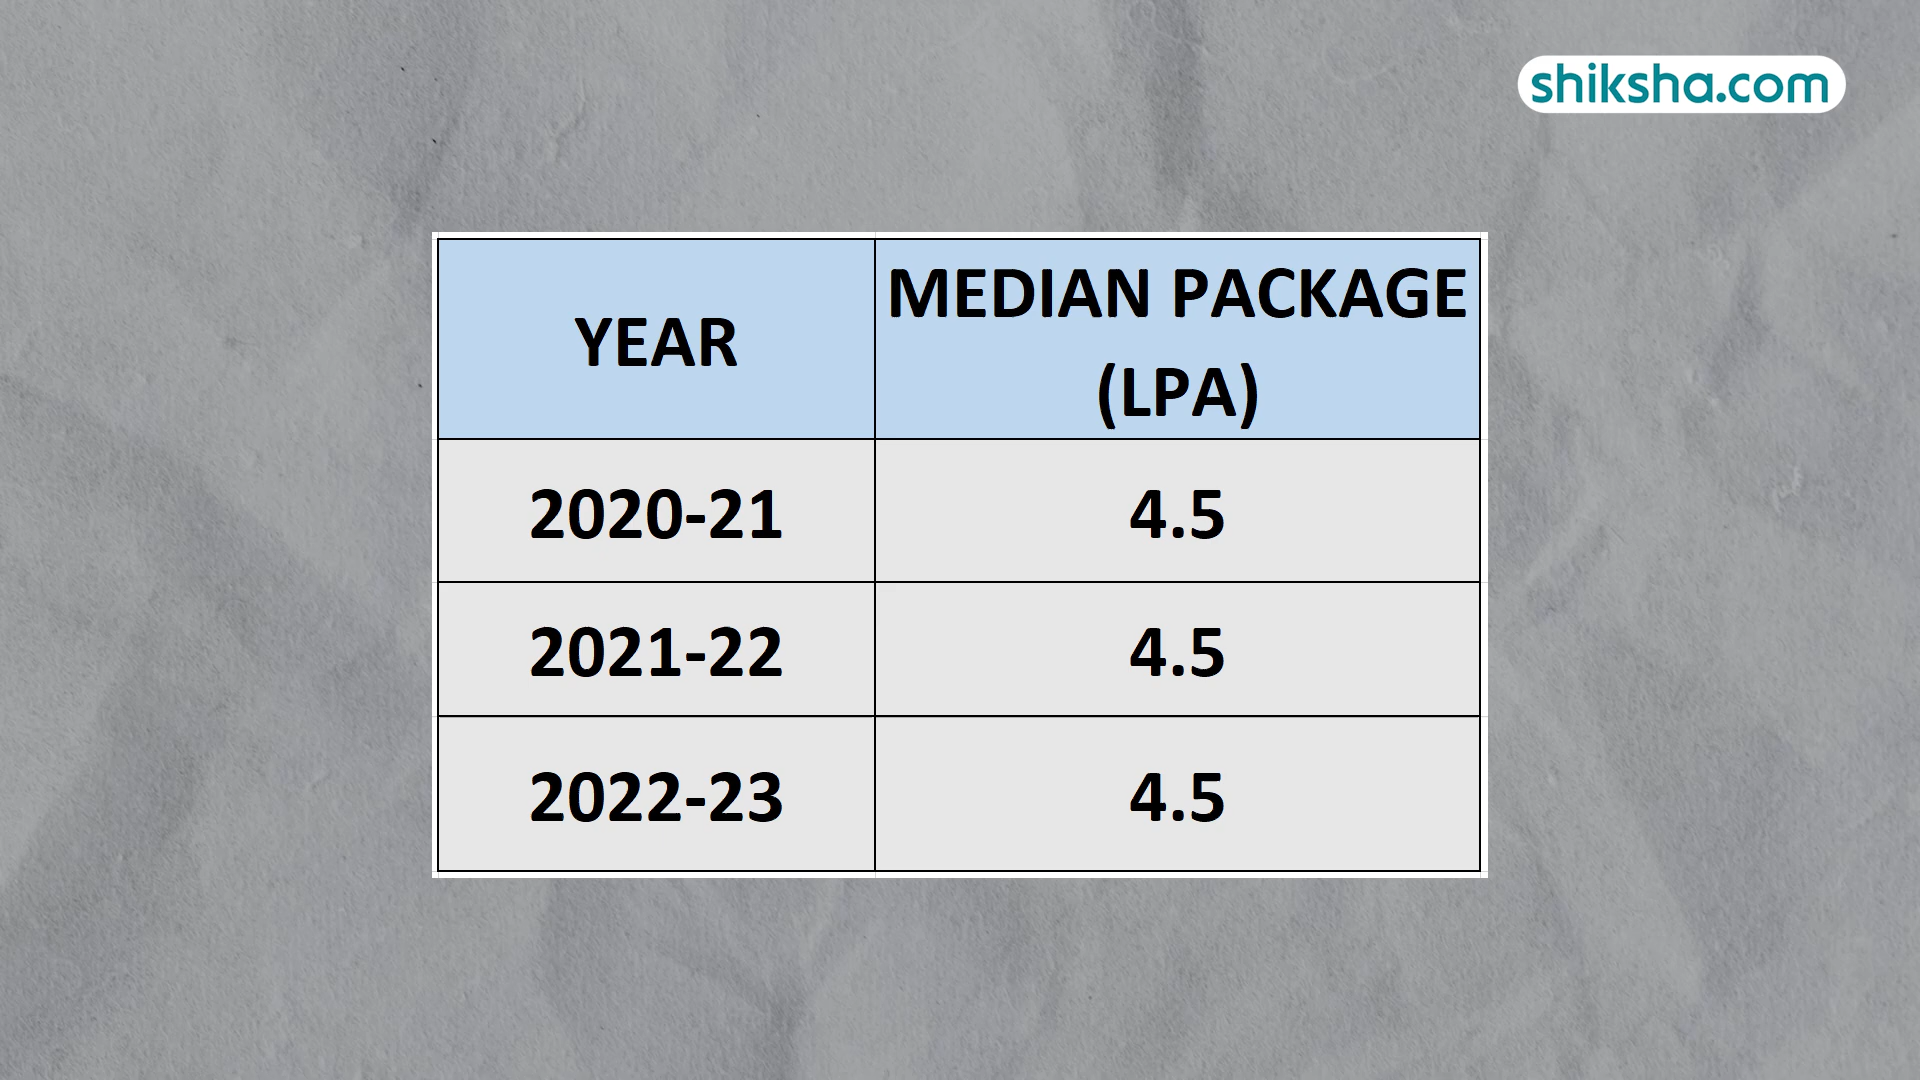 shiksha.com
YEAR
MEDIAN PACKAGE
(LPA)
2020-21 4.5
2021-22 4.5
2022-23 4.5